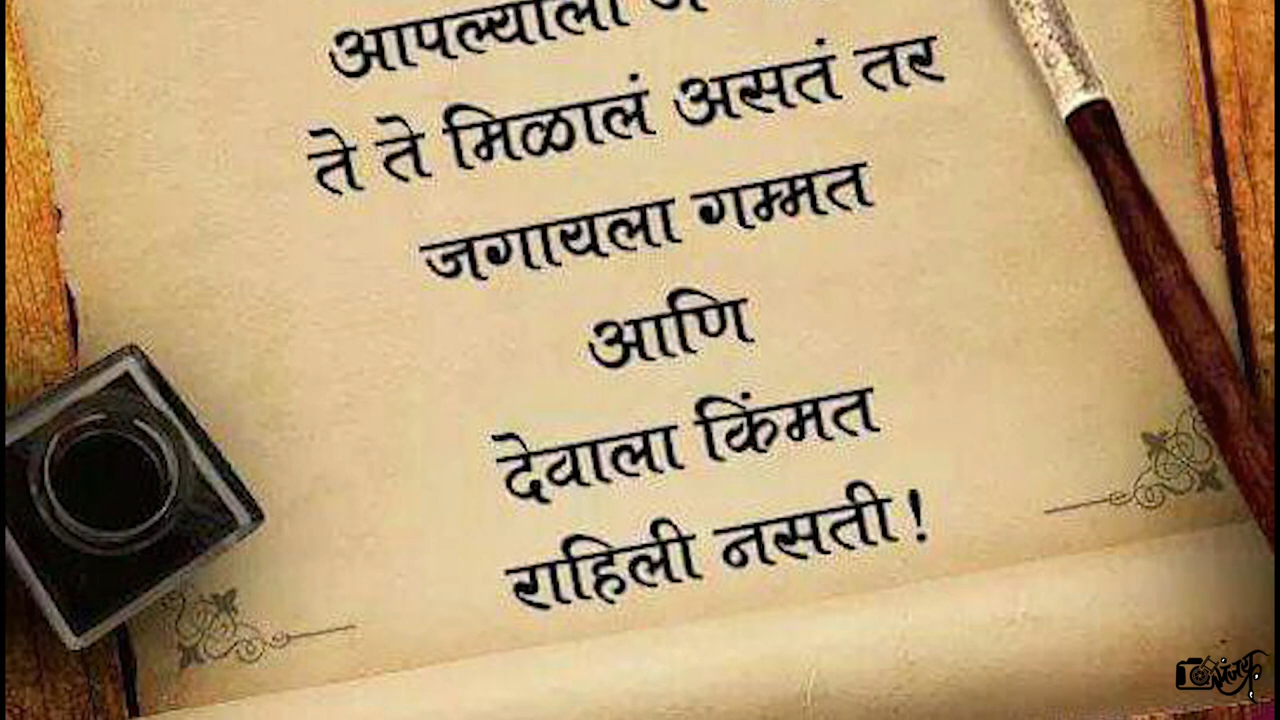 आपल्याला
ते ते मिळालं असतं तर
जगायला गम्मत
आणि
देवाला किंमत
राहिली नसती!